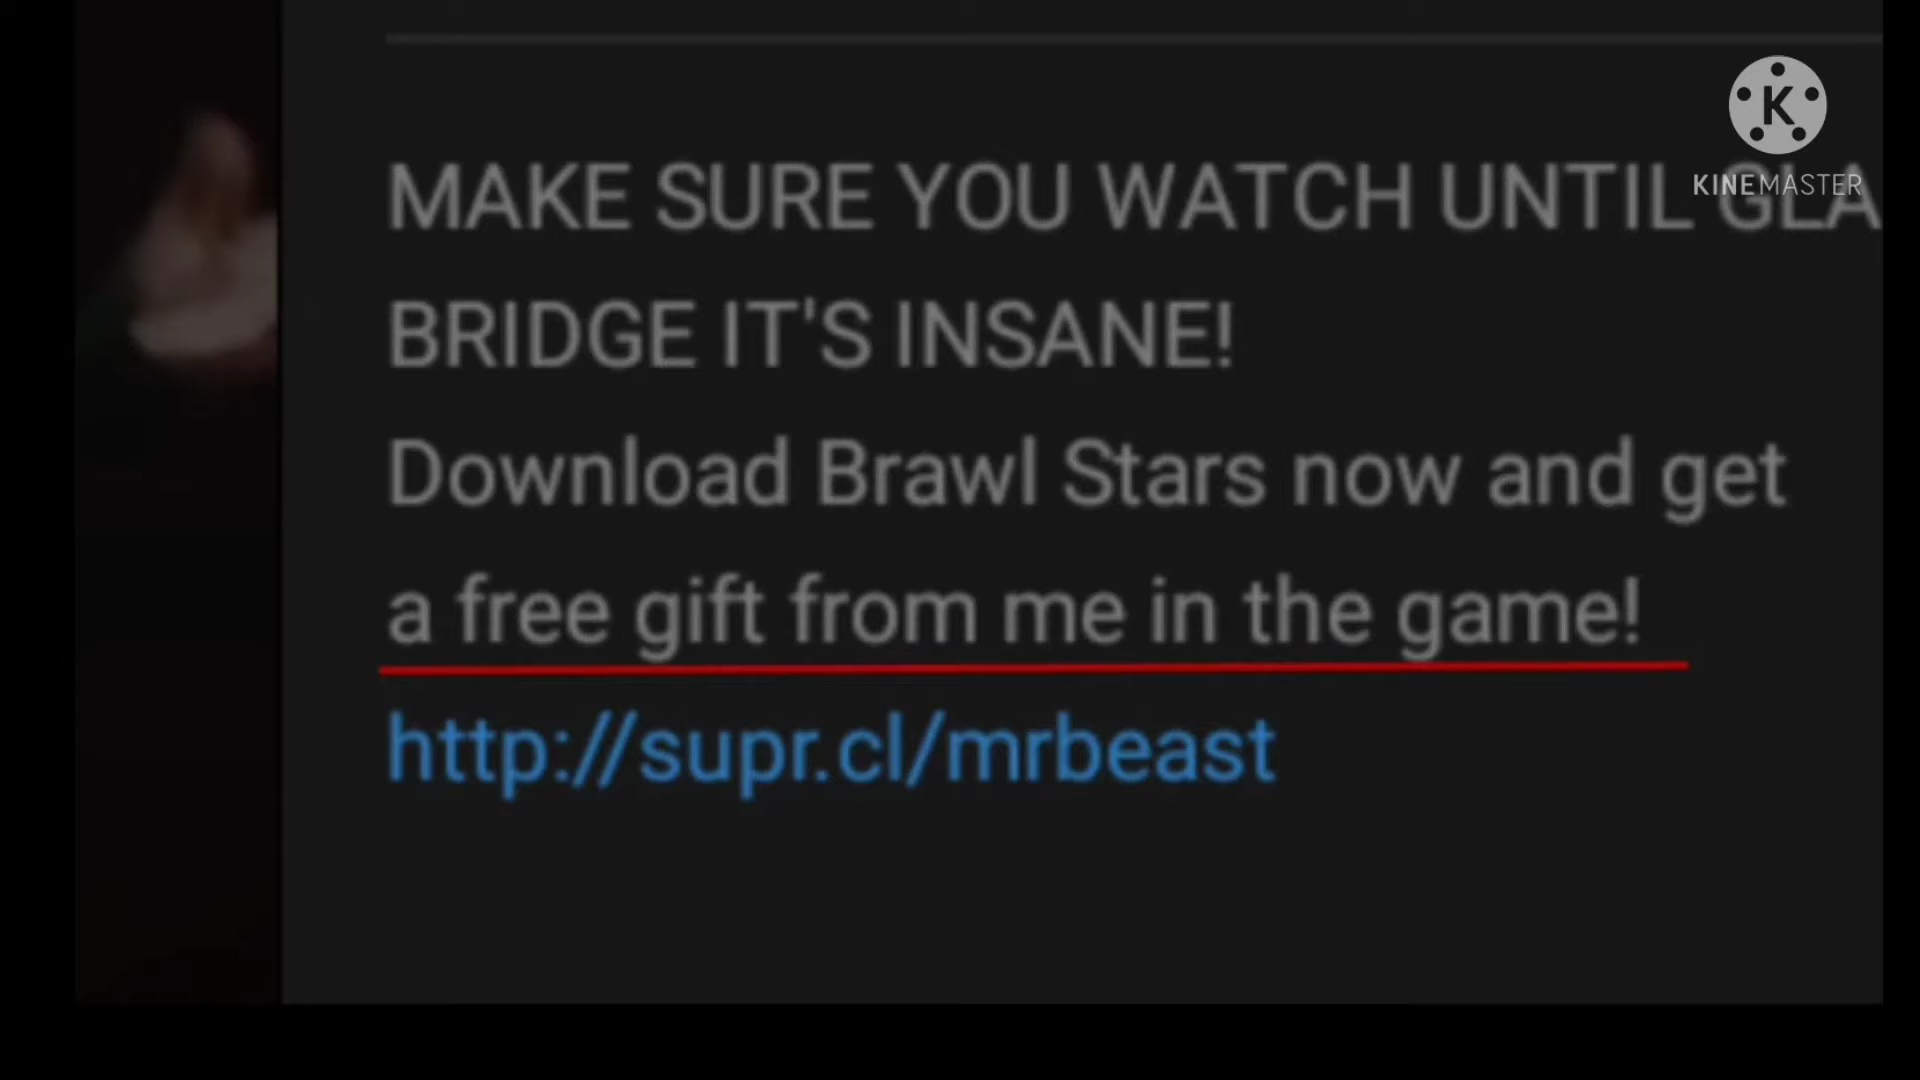 MAKE SURE YOU WATCH UNTIL GLA
BRIDGE IT'S INSANE!
Download Brawl Stars now and get
a free gift from me in the game!
http://supr.cl/mrbeast
K
KINEMASTER